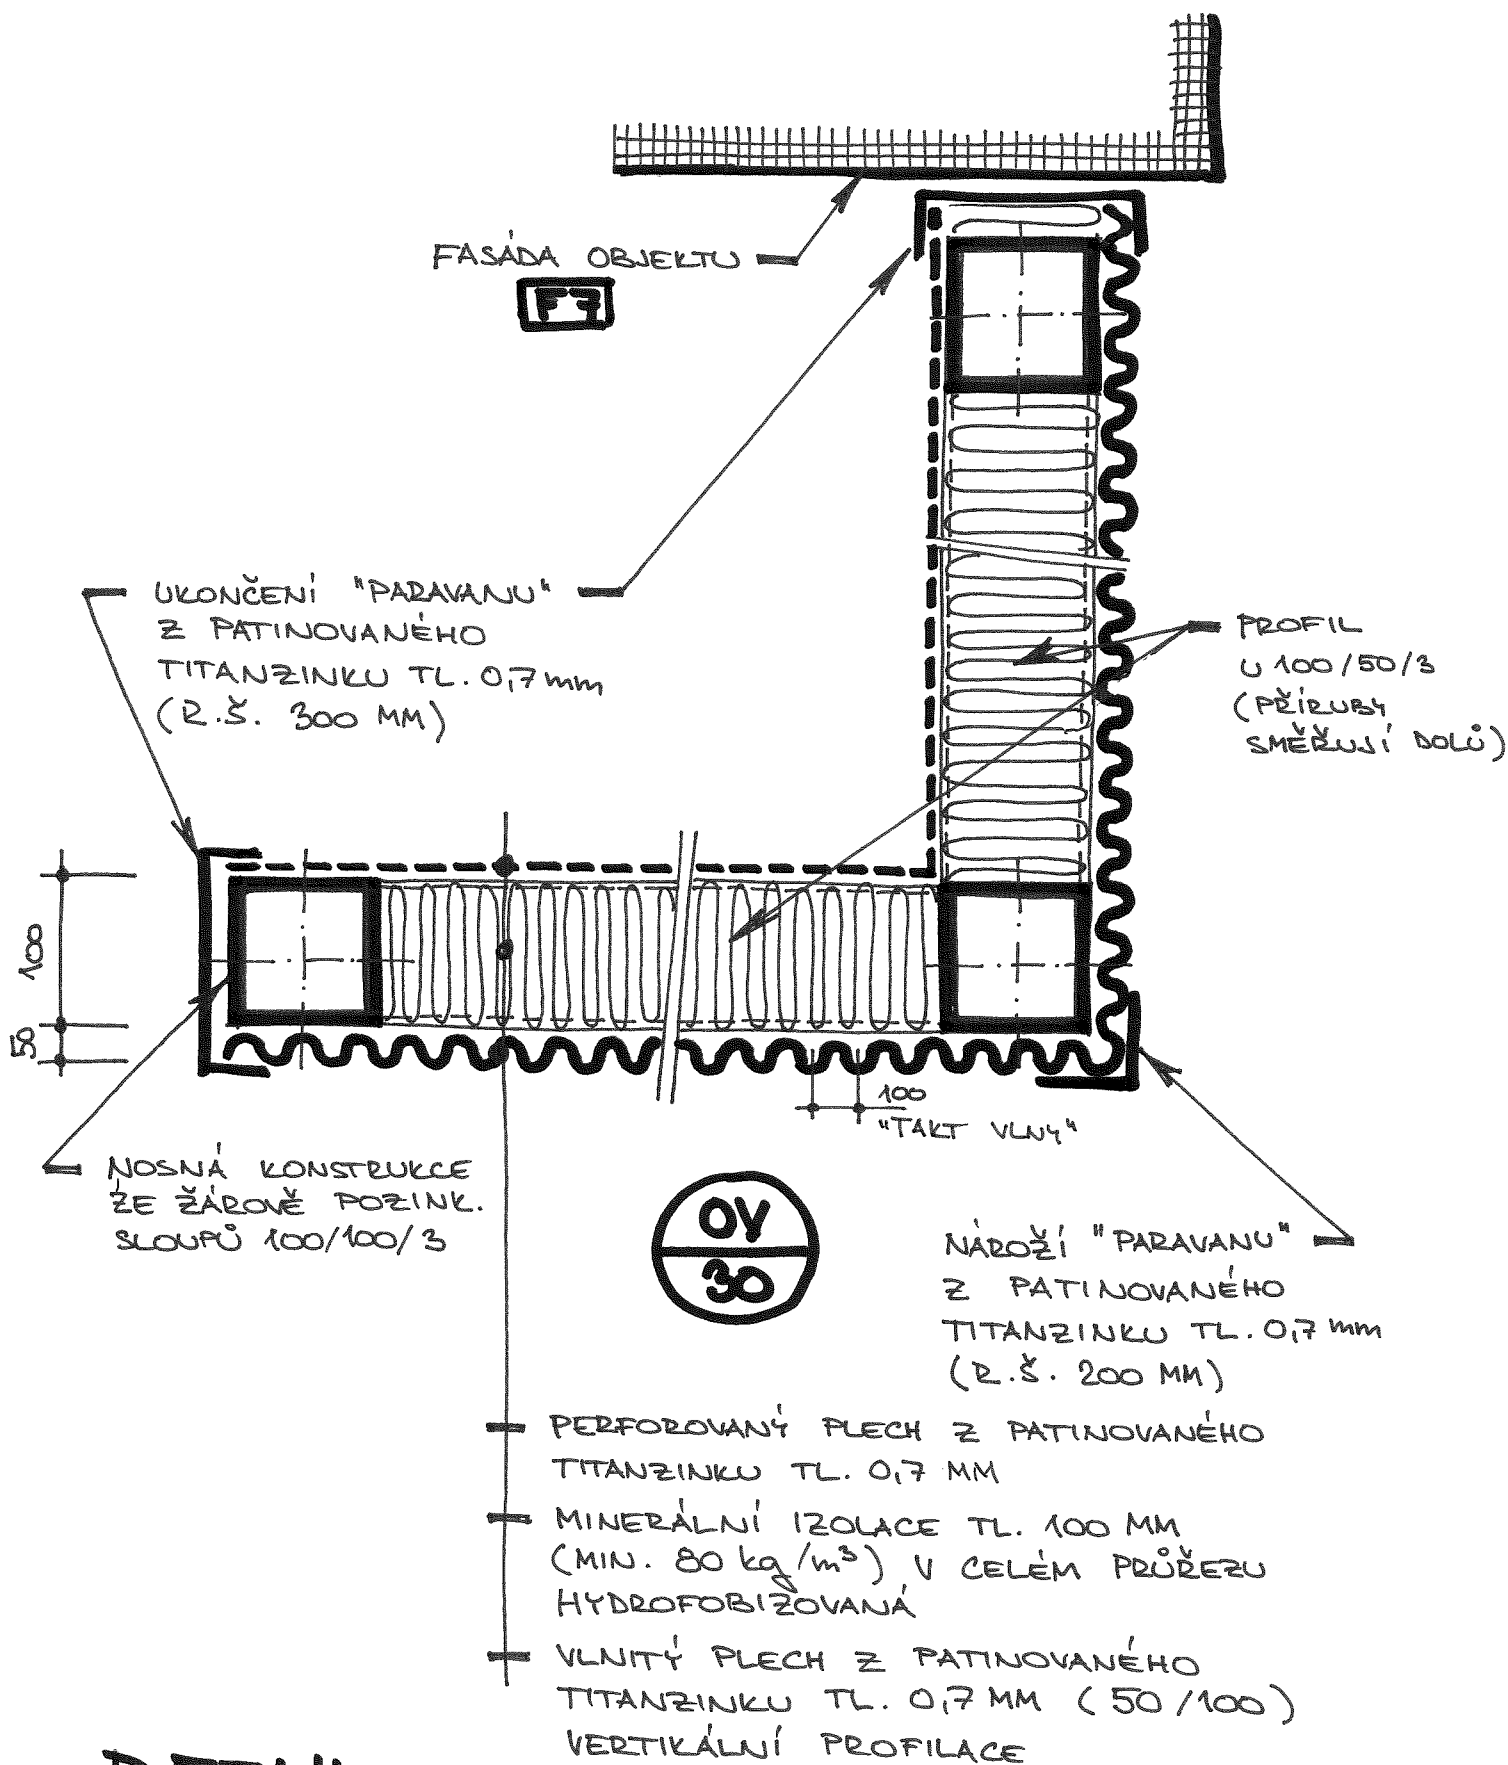 FASÁDA OBJEKTU
F7
UKONČENÍ "PARAVANU"
Z PATINOVANÉHO
TITANZINKU TL. 0,7 mm
(R.Š. 300 MM)
PROFIL
U 100/50/3
(PŘÍRUBY
SMĚŘUJÍ DOLŮ)
100
50
100
"TAKT VLNY"
NOSNÁ KONSTRUKCE
ZE ŽÁROVĚ POZINK.
SLOUPŮ 100/100/3
OV
30
NÁROŽÍ "PARAVANU"
Z PATINOVANÉHO
TITANZINKU TL. 0,7 mm
(R.Š. 200 MM)
PERFOROVANÝ PLECH Z PATINOVANÉHO
TITANZINKU TL. 0,7 MM
MINERÁLNÍ IZOLACE TL. 100 MM
(MIN. 80 kg/m³) V CELÉM PRŮŘEZU
HYDROFOBIZOVANÁ
VLNITÝ PLECH Z PATINOVANÉHO
TITANZINKU TL. 0,7 MM (50/100)
VERTIKÁLNÍ PROFILACE